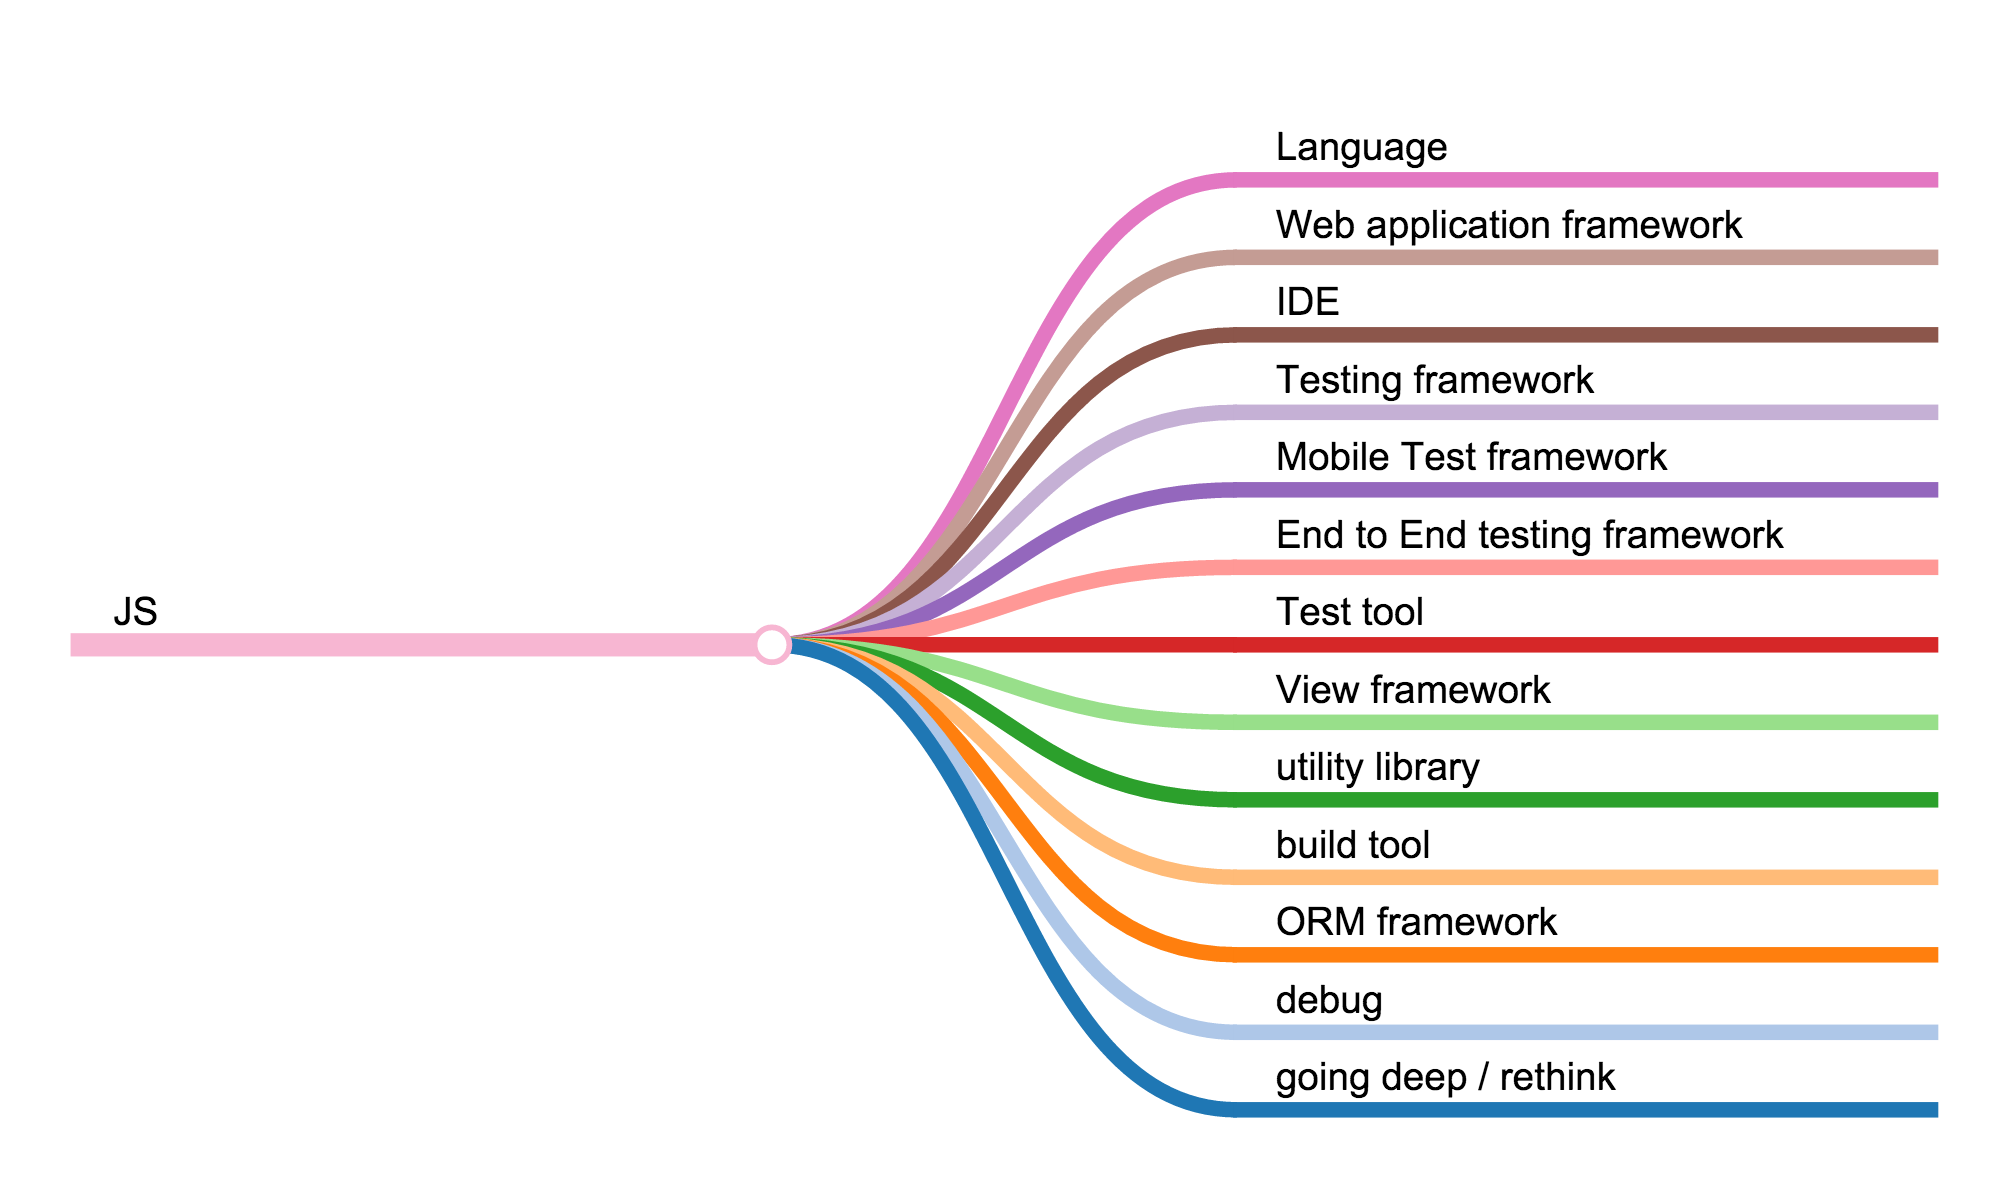 JS
Language
Web application framework
IDE
Testing framework
Mobile Test framework
End to End testing framework
Test tool
View framework
utility library
build tool
ORM framework
debug
going deep / rethink